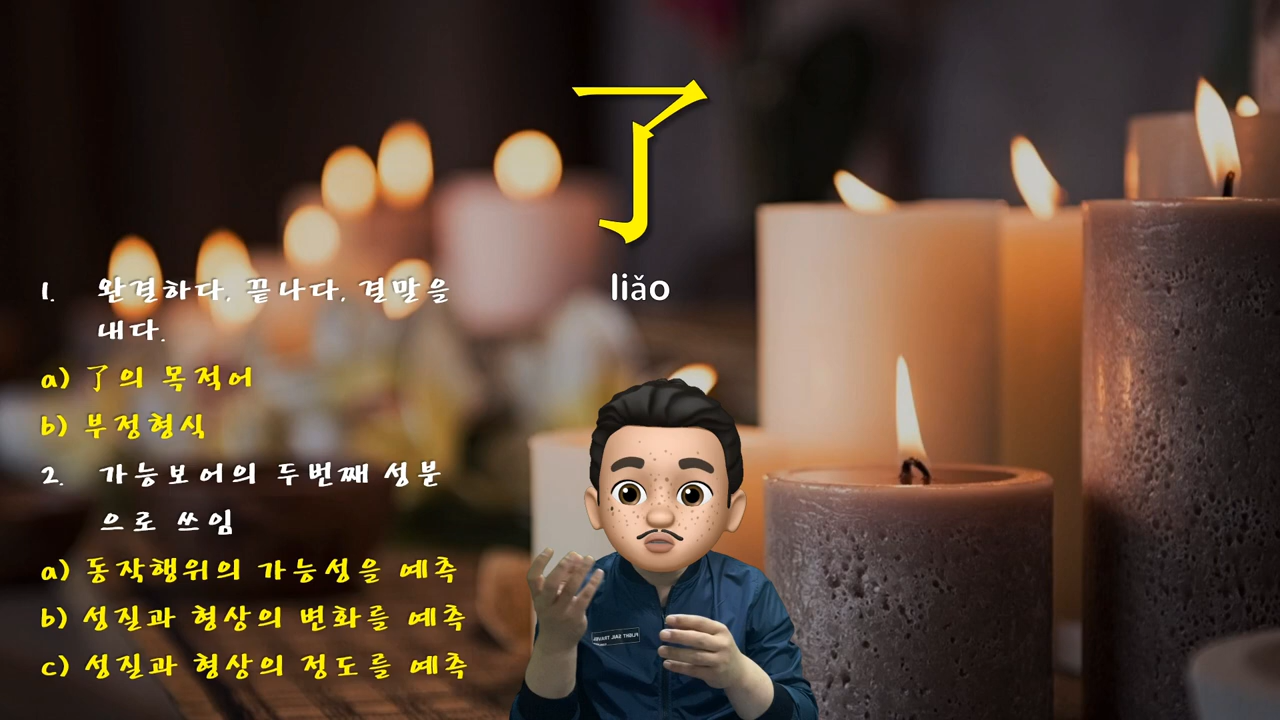 了
liǎo
1. 완결하다. 끝나다. 결말을
내다.
a) 了의 목적어
b) 부정형식
2. 가능보어의 두번째 성분
으로 쓰임
a) 동작행위의 가능성을 예측
b) 성질과 형상의 변화를 예측
c) 성질과 형상의 정도를 예측